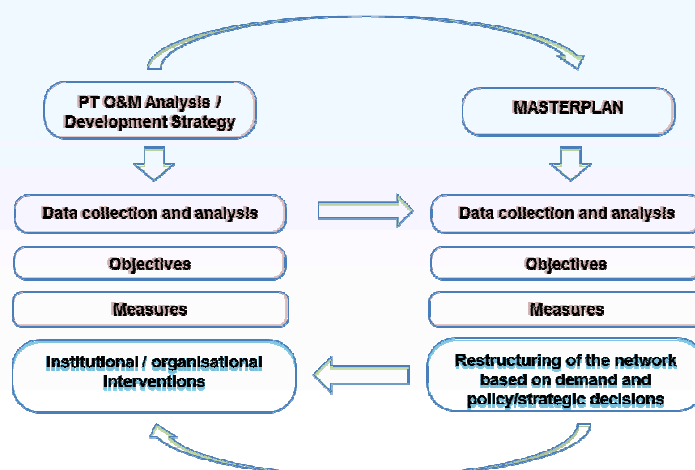 PT O&M Analysis /
Development Strategy
MASTERPLAN
Data collection and analysis
Data collection and analysis
Objectives
Objectives
Measures
Measures
Institutional / organisational
Interventions
Restructuring of the network
based on demand and
policy/strategic decisions